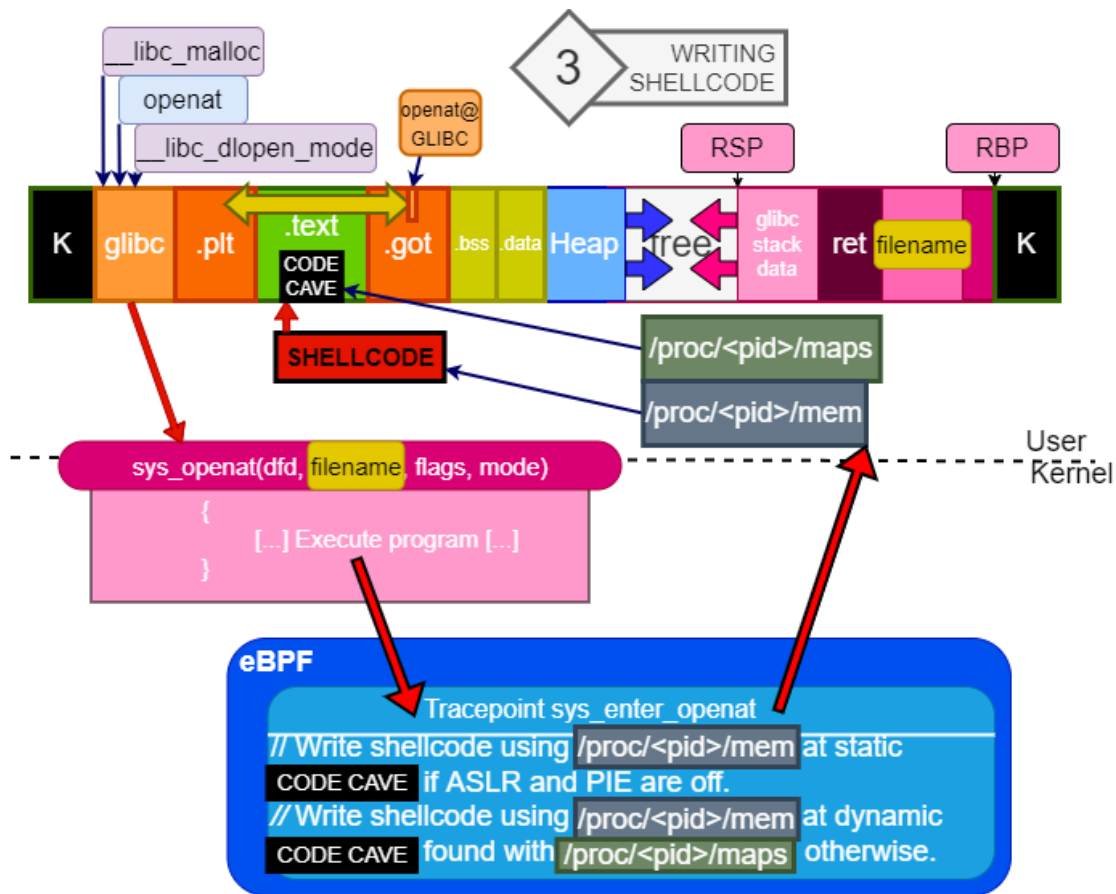 __libc_malloc
openat
__libc_dlopen_mode
openat@
GLIBC
3
WRITING
SHELLCODE
RSP
RBP
K
glibc
.plt
.text
CODE
CAVE
.got
.bss
.data
Heap
free
glibc
stack
data
ret
filename
K
SHELLCODE
/proc/<pid>/maps
/proc/<pid>/mem
User
Kernel
sys_openat(dfd, filename, flags, mode)
{
[...] Execute program [...]
}
eBPF
Tracepoint sys_enter_openat
// Write shellcode using /proc/<pid>/mem at static
CODE CAVE if ASLR and PIE are off.
// Write shellcode using /proc/<pid>/mem at dynamic
CODE CAVE found with /proc/<pid>/maps otherwise.